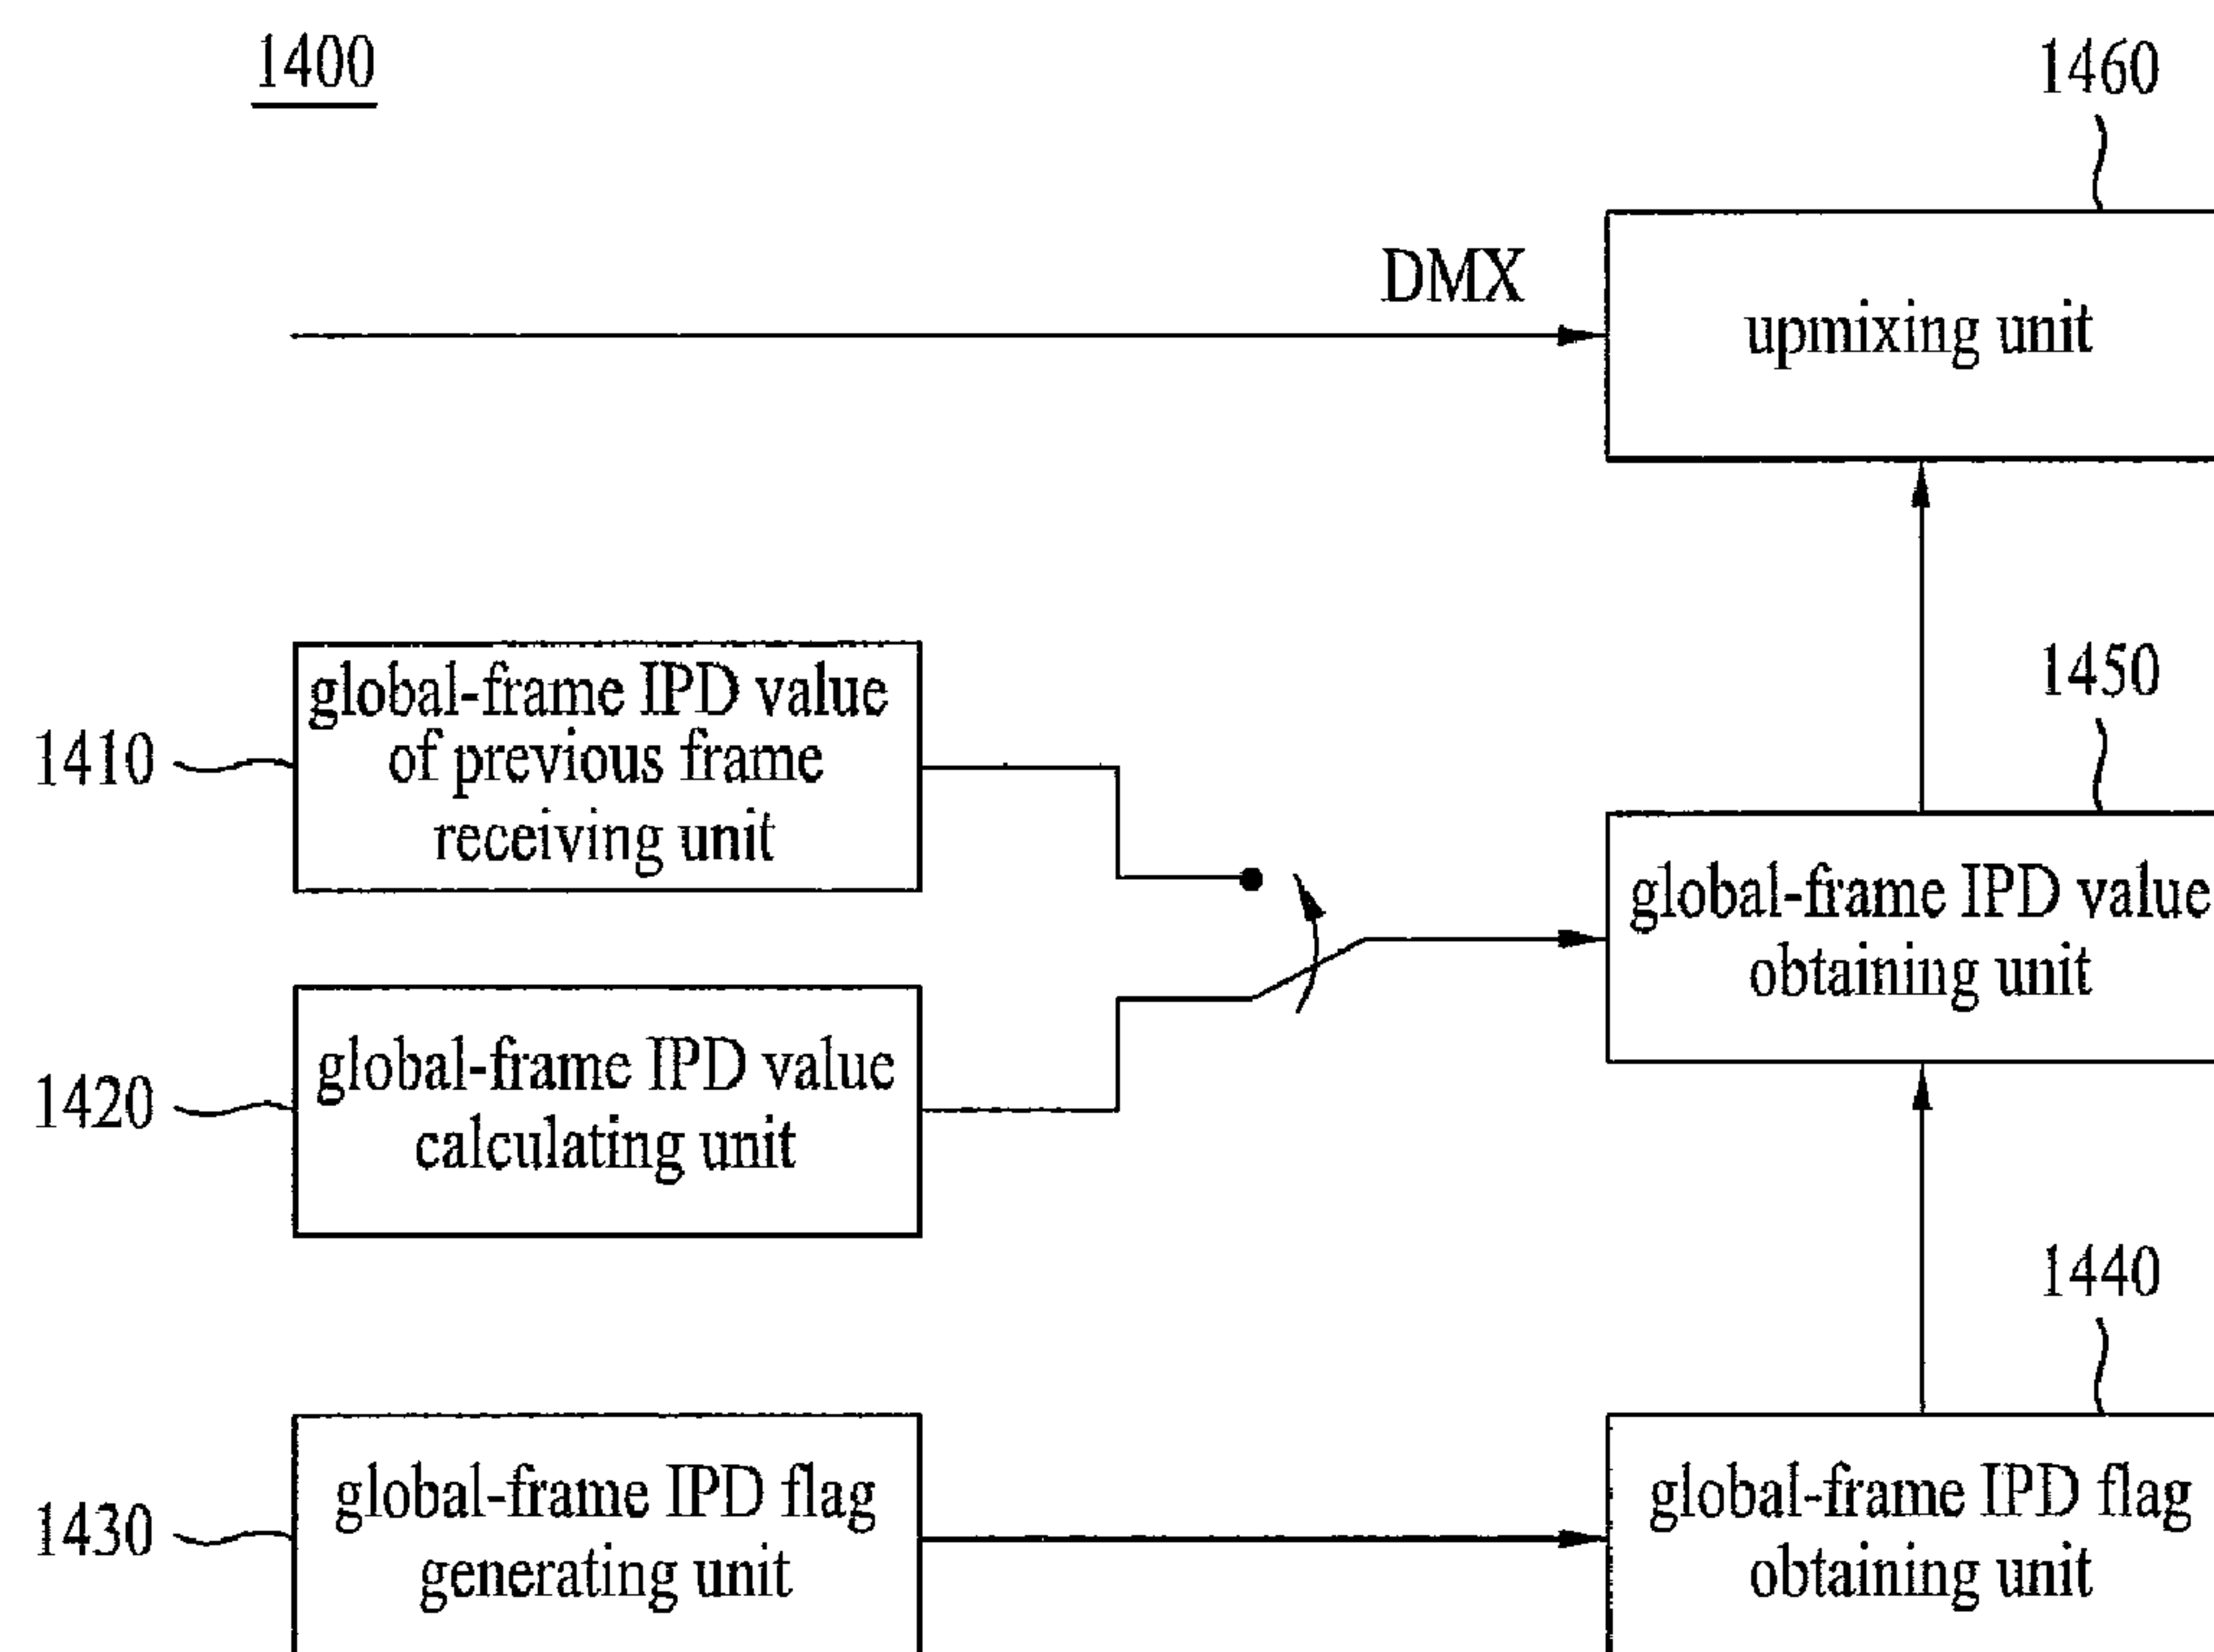 1400
1460
DMX
upmixing unit
1450
global-frame IPD value
of previous frame
receiving unit
1410
global-frame IPD value
obtaining unit
global-frame IPD value
calculating unit
1420
1440
global-frame IPD flag
generating unit
1430
global-frame IPD flag
obtaining unit